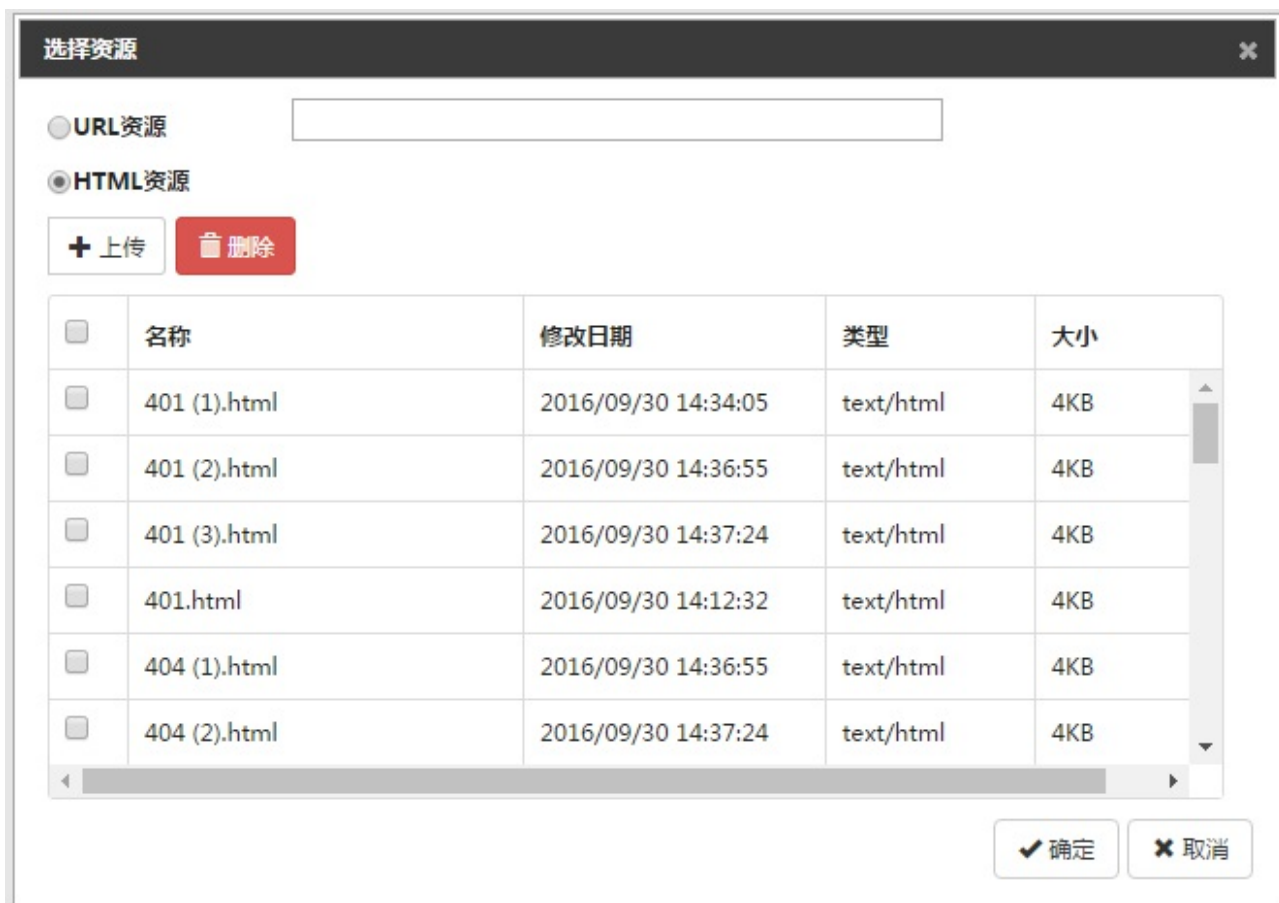 选择资源
URL资源
HTML资源
上传 删除
名称 修改日期 类型 大小
401 (1).html 2016/09/30 14:34:05 text/html 4KB
401 (2).html 2016/09/30 14:36:55 text/html 4KB
401 (3).html 2016/09/30 14:37:24 text/html 4KB
401.html 2016/09/30 14:12:32 text/html 4KB
404 (1).html 2016/09/30 14:36:55 text/html 4KB
404 (2).html 2016/09/30 14:37:24 text/html 4KB
确定 取消